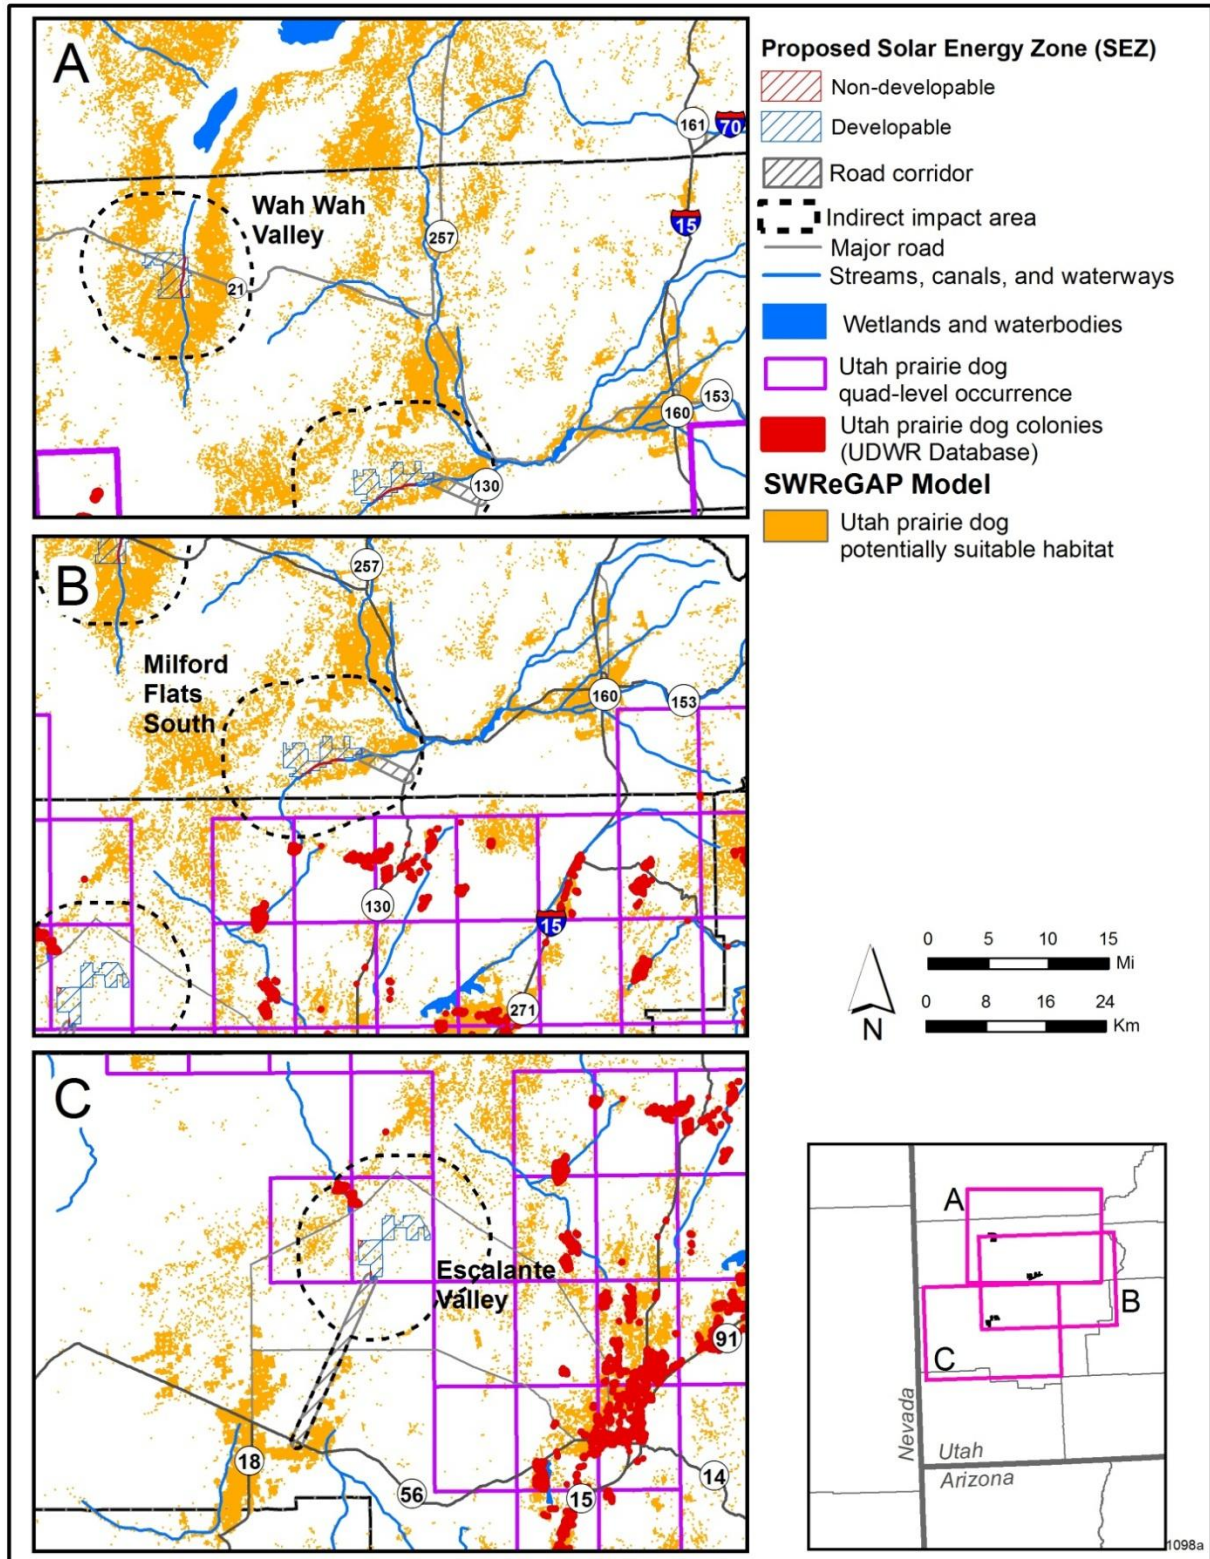 A
Wah Wah
Valley
161
70
15
257
21
153
160
130
B
257
Milford
Flats
South
160
153
130
15
271
C
Escalante
Valley
91
18
56
15
14
Proposed Solar Energy Zone (SEZ)
Non-developable
Developable
Road corridor
Indirect impact area
Major road
Streams, canals, and waterways
Wetlands and waterbodies
Utah prairie dog
quad-level occurrence
Utah prairie dog colonies
(UDWR Database)
SWReGAP Model
Utah prairie dog
potentially suitable habitat
0 5 10 15
Mi
0 8 16 24
Km
N
A
B
C
Nevada
Utah
Arizona
1098a